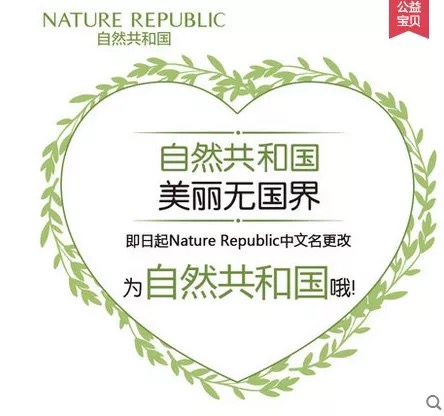 NATURE REPUBLIC
自然共和国
公益
宝贝
自然共和国
美丽无国界
即日起Nature Republic中文名更改
为自然共和国哦!